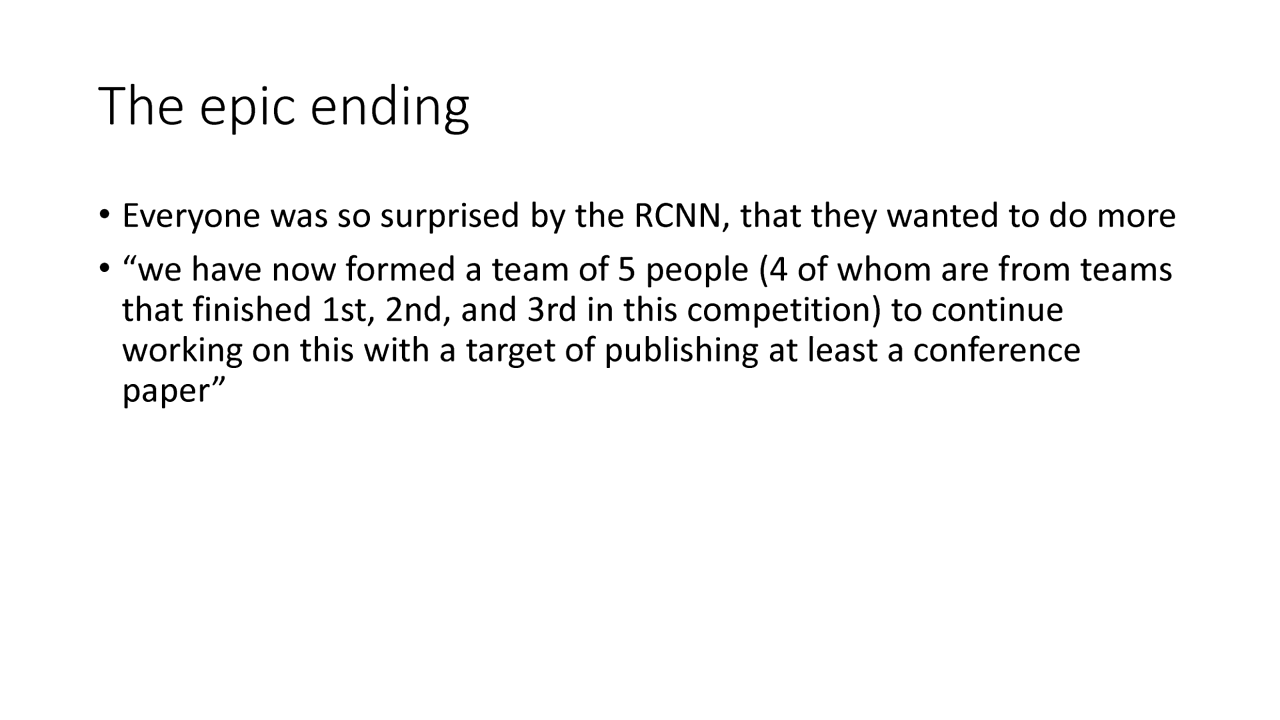 The epic ending
• Everyone was so surprised by the RCNN, that they wanted to do more
• “we have now formed a team of 5 people (4 of whom are from teams
that finished 1st, 2nd, and 3rd in this competition) to continue
working on this with a target of publishing at least a conference
paper”